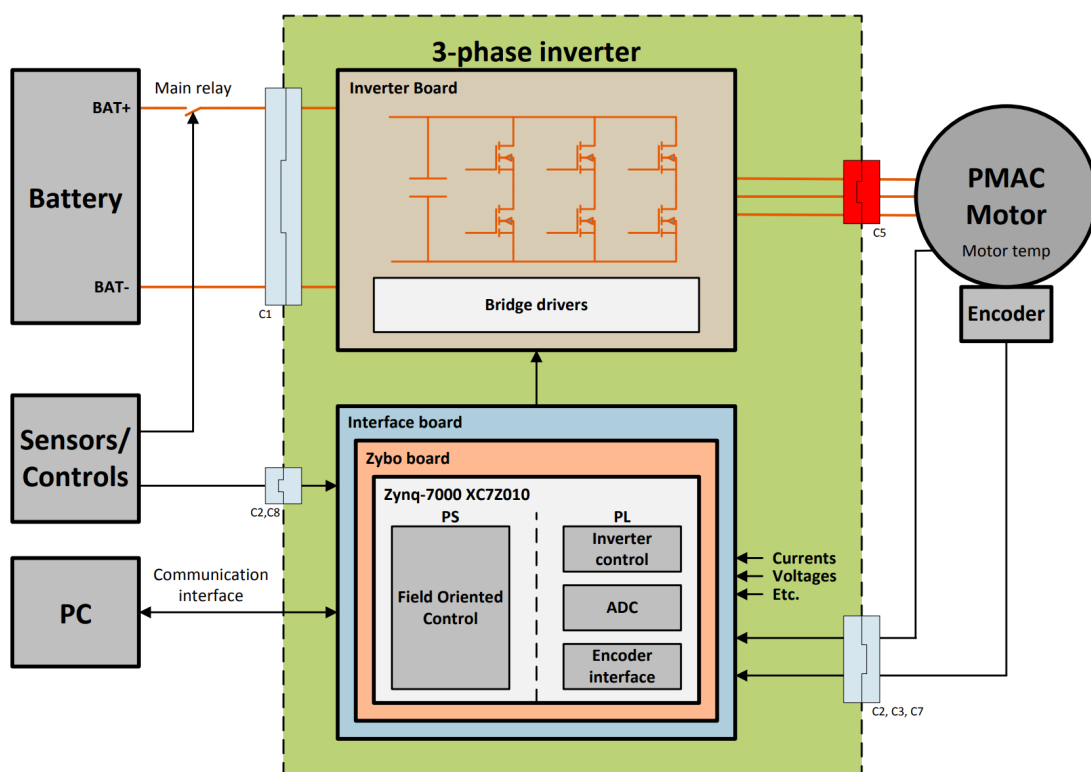 3-phase inverter
Main relay
Inverter Board
BAT+
Battery
BAT-
C1
Bridge drivers
PMAC
Motor
Motor temp
C5
Encoder
Sensors/
Controls
C2,C8
Interface board
Zybo board
Zynq-7000 XC7Z010
PS
PL
Field Oriented
Control
Inverter
control
ADC
Encoder
interface
Currents
Voltages
Etc.
PC
Communication
interface
C2, C3, C7